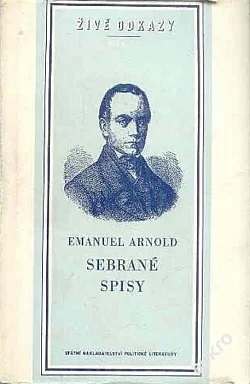 ŽIVÉ ODKAZY
EMANUEL ARNOLD
SEBRANÉ
SPISY
STÁTNÍ NAKLADATELSTVÍ POLITICKÉ LITERATURY